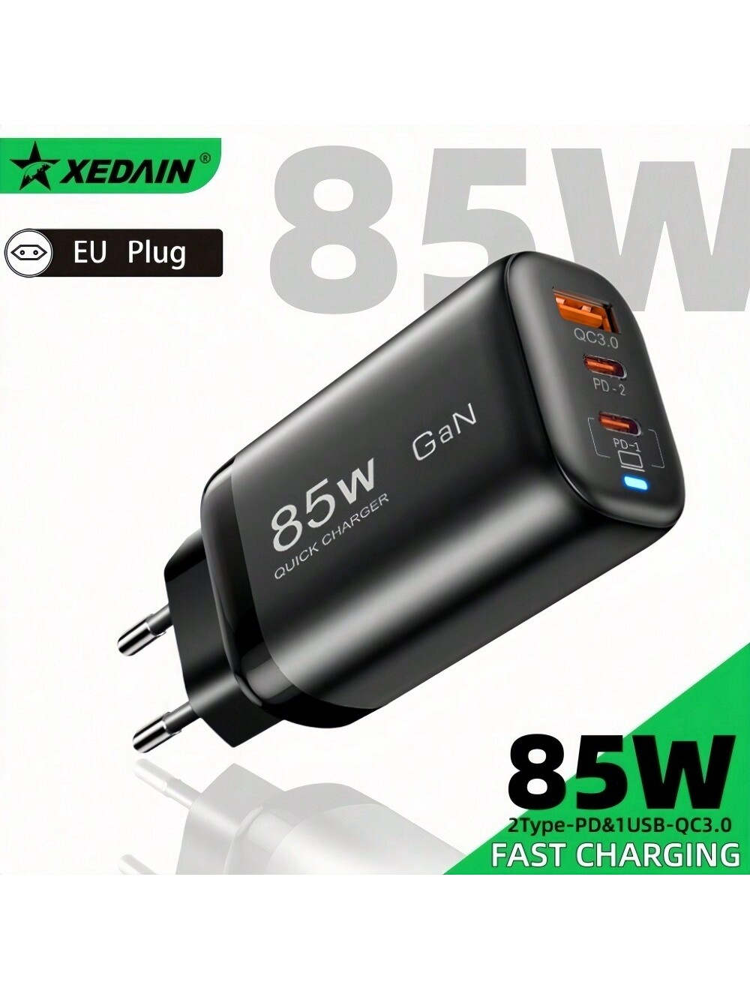 XEDAIN®
EU Plug
85W
QC3.0
PD-2
PD-1
GaN
85W
QUICK CHARGER
85W
2Type-PD&1USB-QC3.0
FAST CHARGING